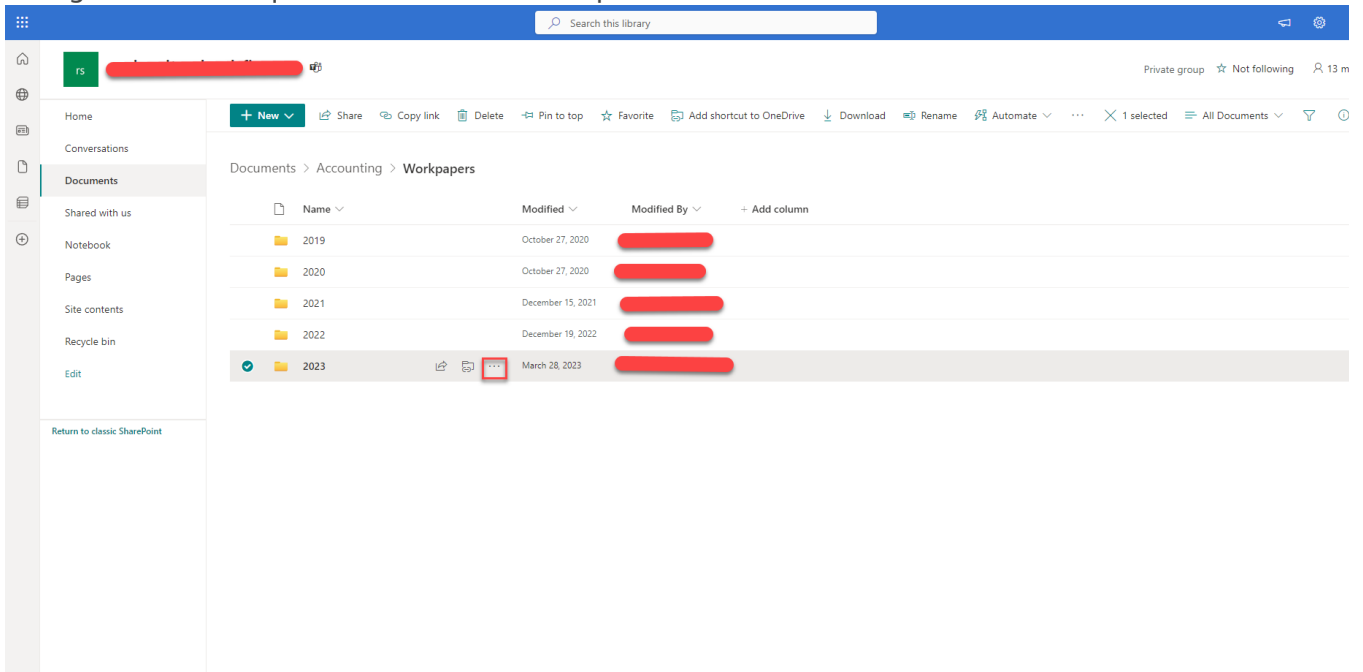 Search this library
rs
Private group Not following 13 m
Home
Conversations
Documents
Shared with us
Notebook
Pages
Site contents
Recycle bin
Edit
Return to classic SharePoint
+ New Share Copy link Delete Pin to top Favorite Add shortcut to OneDrive Download Rename Automate ... 1 selected All Documents
Documents > Accounting > Workpapers
Name Modified Modified By + Add column
2019 October 27, 2020
2020 October 27, 2020
2021 December 15, 2021
2022 December 19, 2022
2023 ... March 28, 2023